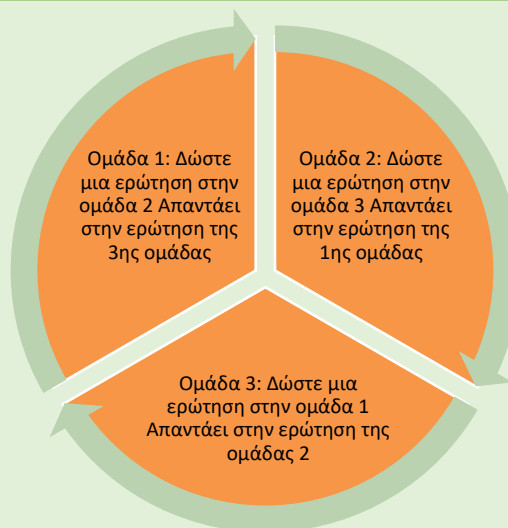 Ομάδα 1: Δώστε
μια ερώτηση στην
ομάδα 2 Απαντάει
στην ερώτηση της
3ης ομάδας
Ομάδα 2: Δώστε
μια ερώτηση στην
ομάδα 3 Απαντάει
στην ερώτηση της
1ης ομάδας
Ομάδα 3: Δώστε μια
ερώτηση στην ομάδα 1
Απαντάει στην ερώτηση της
ομάδας 2